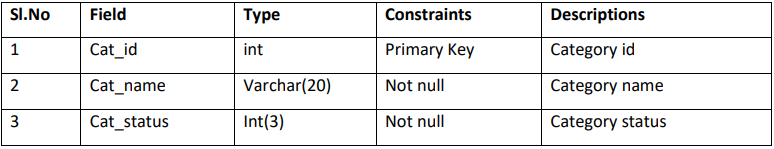 Sl.No Field Type Constraints Descriptions
1 Cat_id int Primary Key Category id
2 Cat_name Varchar(20) Not null Category name
3 Cat_status Int(3) Not null Category status